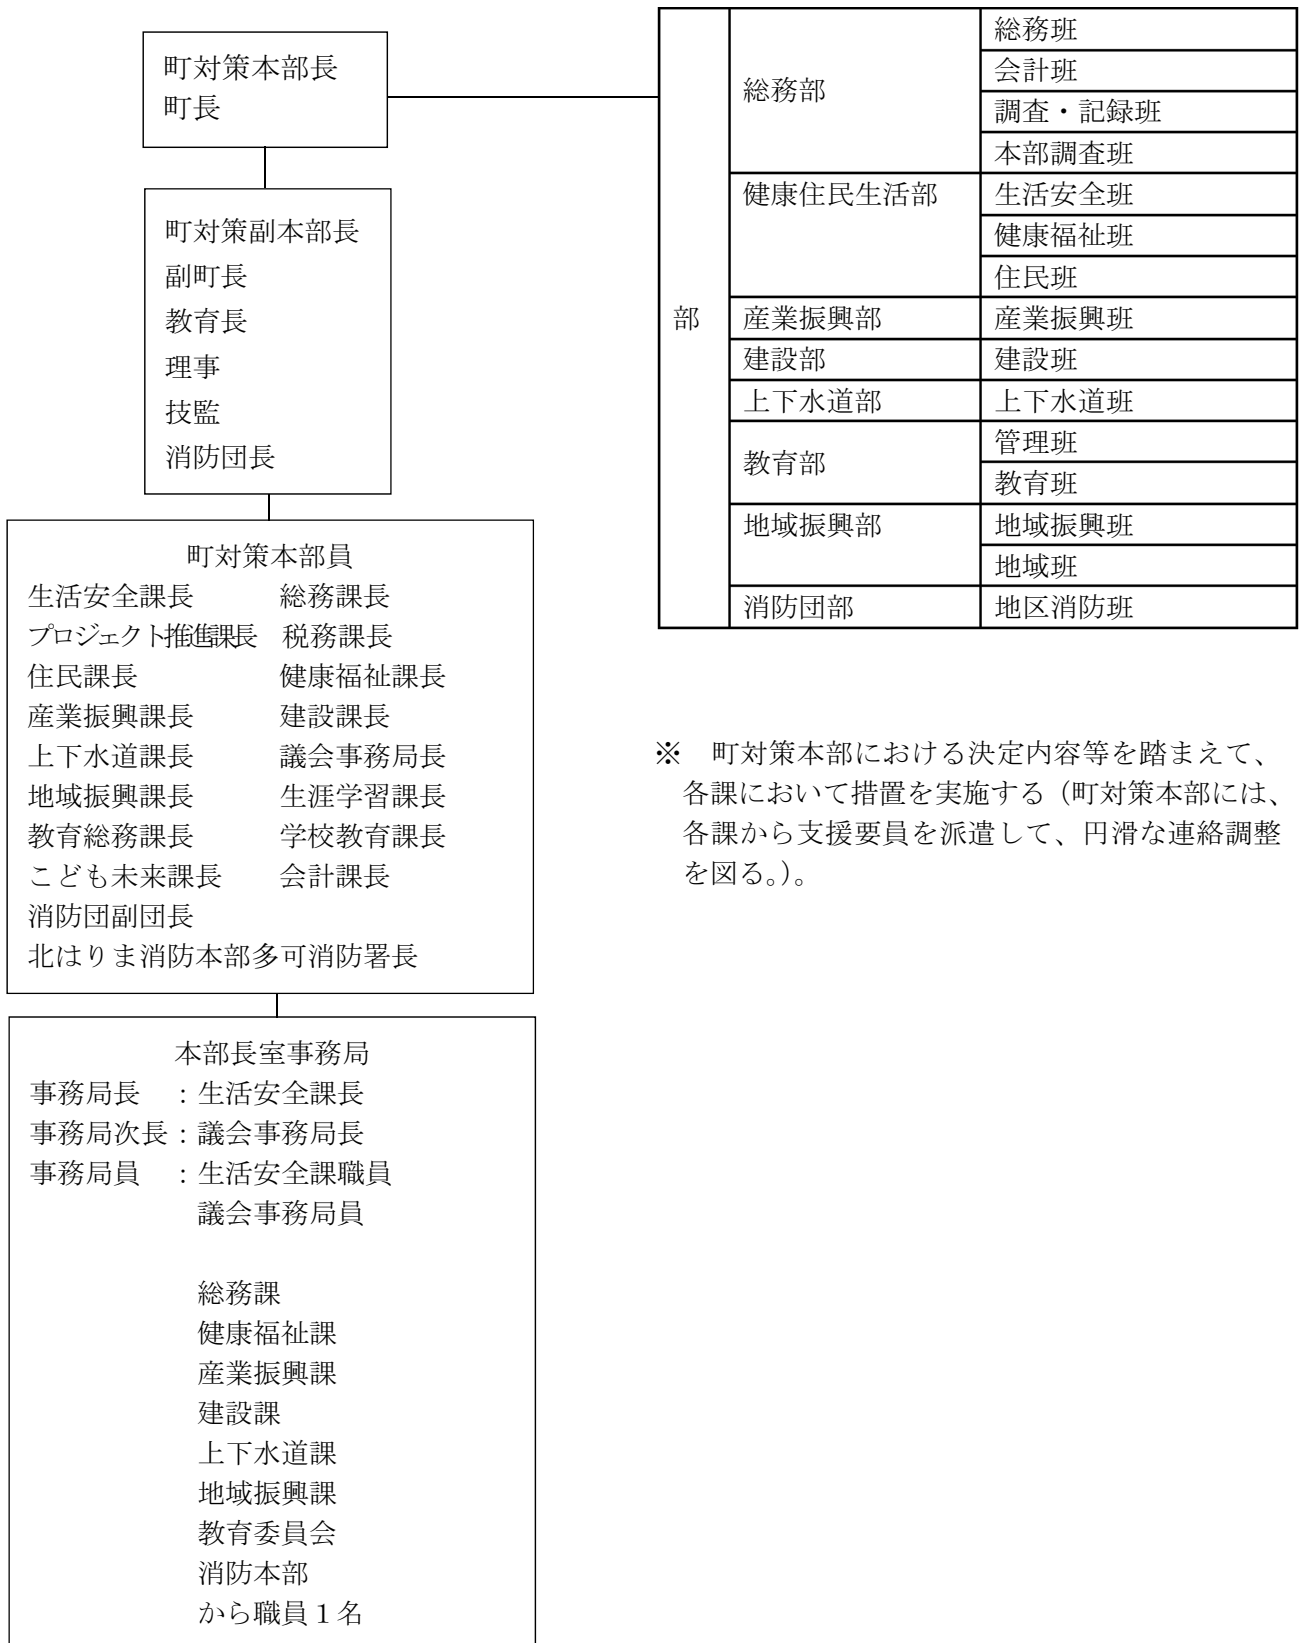 町対策本部長
町長
町対策副本部長
副町長
教育長
理事
技監
消防団長
町対策本部員
生活安全課長 総務課長
プロジェクト推進課長 税務課長
住民課長 健康福祉課長
産業振興課長 建設課長
上下水道課長 議会事務局長
地域振興課長 生涯学習課長
教育総務課長 学校教育課長
こども未来課長 会計課長
消防団副団長
北はりま消防本部多可消防署長
本部長室事務局
事務局長 :生活安全課長
事務局次長:議会事務局長
事務局員 :生活安全課職員
議会事務局員
総務課
健康福祉課
産業振興課
建設課
上下水道課
地域振興課
教育委員会
消防本部
から職員1名
部
総務部
総務班
会計班
調査・記録班
本部調査班
健康住民生活部 生活安全班
健康福祉班
住民班
産業振興部 産業振興班
建設部 建設班
上下水道部 上下水道班
教育部
管理班
教育班
地域振興部 地域振興班
地域班
消防団部 地区消防班
※ 町対策本部における決定内容等を踏まえて、
各課において措置を実施する(町対策本部には、
各課から支援要員を派遣して、円滑な連絡調整
を図る。)。